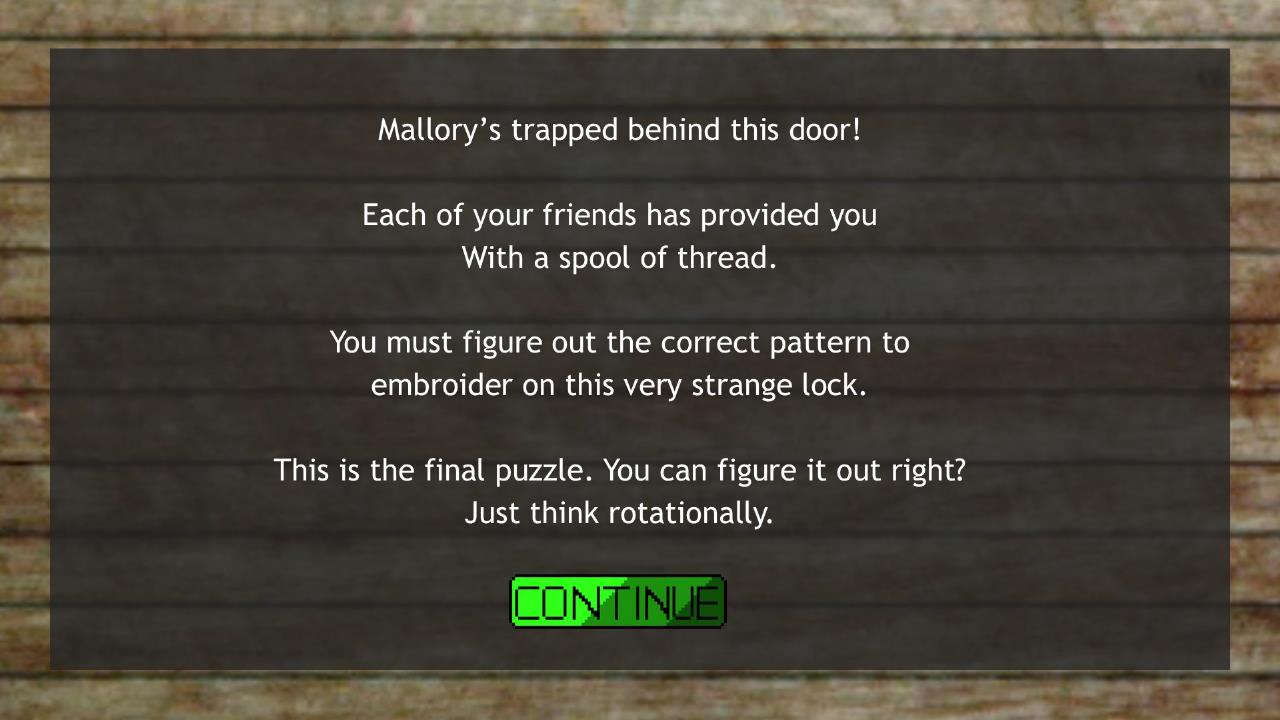 Mallory’s trapped behind this door!
Each of your friends has provided you
With a spool of thread.
You must figure out the correct pattern to
embroider on this very strange lock.
This is the final puzzle. You can figure it out right?
Just think rotationally.
CONTINUE